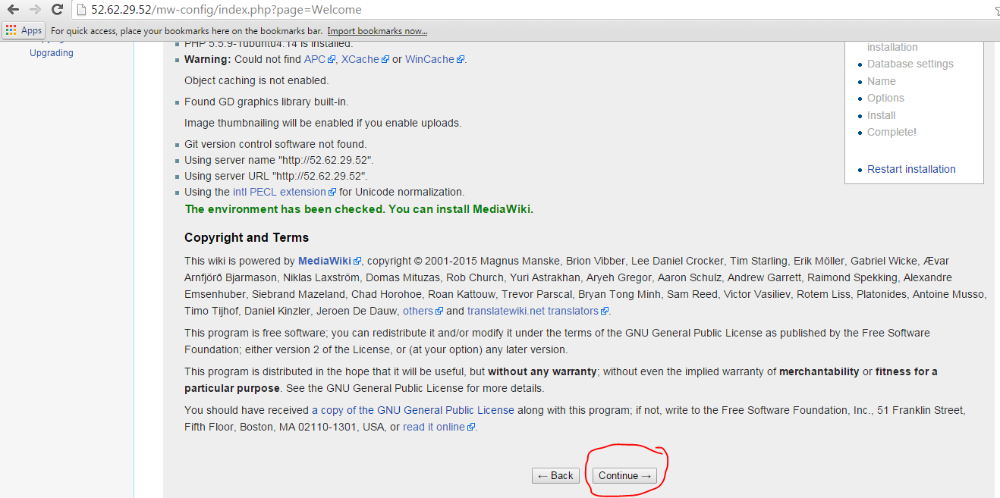 52.62.29.52/mw-config/index.php?page=Welcome
Apps For quick access, place your bookmarks here on the bookmarks bar. Import bookmarks now...
Upgrading
PHP 5.5.9-1ubuntu4.14 is installed.
Warning: Could not find APC, XCache or WinCache.
Object caching is not enabled.
Found GD graphics library built-in.
Image thumbnailing will be enabled if you enable uploads.
Git version control software not found.
Using server name "http://52.62.29.52".
Using server URL "http://52.62.29.52".
Using the intl PECL extension for Unicode normalization.
The environment has been checked. You can install MediaWiki.
Copyright and Terms
This wiki is powered by MediaWiki, copyright © 2001-2015 Magnus Manske, Brion Vibber, Lee Daniel Crocker, Tim Starling, Erik Möller, Gabriel Wicke, Ævar
Arnfjörð Bjarmason, Niklas Laxström, Domas Mituzas, Rob Church, Yuri Astrakhan, Aryeh Gregor, Aaron Schulz, Andrew Garrett, Raimond Spekking, Alexandre
Emsenhuber, Siebrand Mazeland, Chad Horohoe, Roan Kattouw, Trevor Parscal, Bryan Tong Minh, Sam Reed, Victor Vasiliev, Rotem Liss, Platonides, Antoine Musso,
Timo Tijhof, Daniel Kinzler, Jeroen De Dauw, others and translatewiki.net translators.
This program is free software; you can redistribute it and/or modify it under the terms of the GNU General Public License as published by the Free Software
Foundation; either version 2 of the License, or (at your option) any later version.
This program is distributed in the hope that it will be useful, but without any warranty; without even the implied warranty of merchantability or fitness for a
particular purpose. See the GNU General Public License for more details.
You should have received a copy of the GNU General Public License along with this program; if not, write to the Free Software Foundation, Inc., 51 Franklin Street,
Fifth Floor, Boston, MA 02110-1301, USA, or read it online.
← Back Continue →
installation
Database settings
Name
Options
Install
Complete!
Restart installation